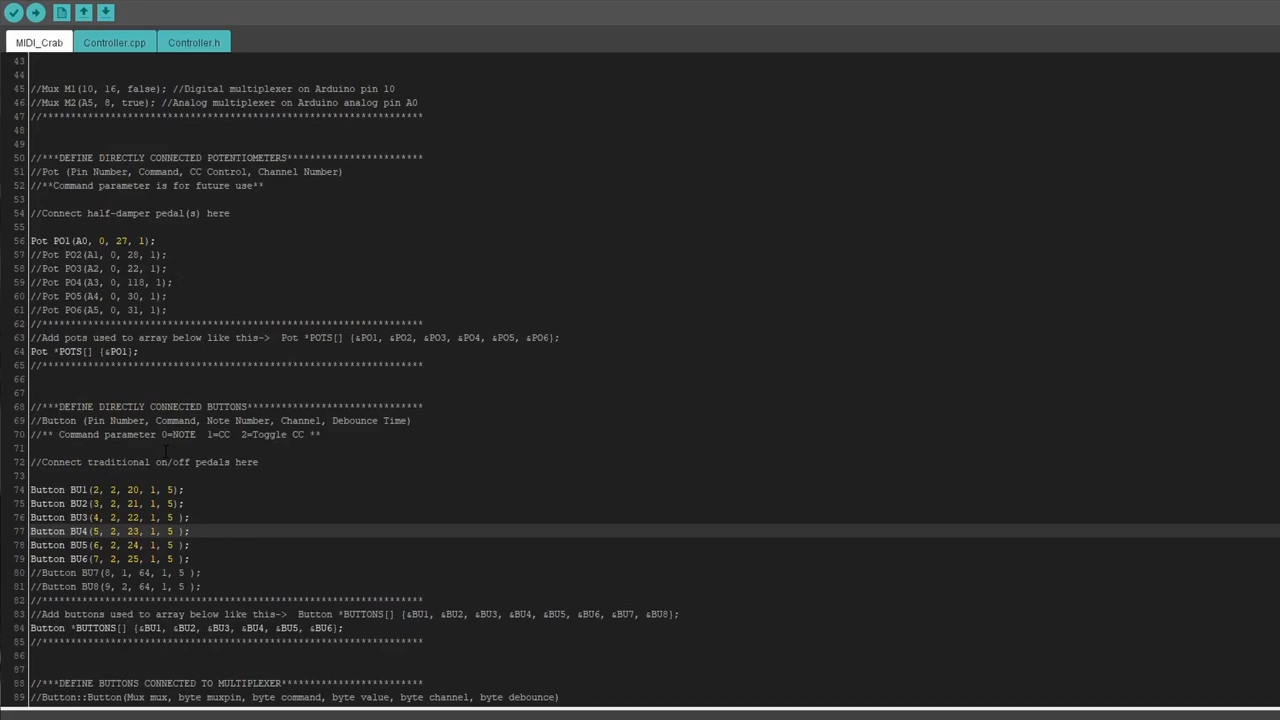 MIDI_Crab
Controller.cpp
Controller.h
43
44
45 //Mux M1(10, 16, false); //Digital multiplexer on Arduino pin 10
46 //Mux M2(A5, 8, true); //Analog multiplexer on Arduino analog pin A0
47 //*******************************************************************
48
49
50 //***DEFINE DIRECTLY CONNECTED POTENTIOMETERS************************
51 //Pot (Pin Number, Command, CC Control, Channel Number)
52 //**Command parameter is for future use**
53
54 //Connect half-damper pedal(s) here
55
56 Pot PO1(A0, 0, 27, 1);
57 //Pot PO2(A1, 0, 28, 1);
58 //Pot PO3(A2, 0, 22, 1);
59 //Pot PO4(A3, 0, 118, 1);
60 //Pot PO5(A4, 0, 30, 1);
61 //Pot PO6(A5, 0, 31, 1);
62 //*******************************************************************
63 //Add pots used to array below like this-> Pot *POTS[] {&PO1, &PO2, &PO3, &PO4, &PO5, &PO6};
64 Pot *POTS[] {&PO1};
65 //*******************************************************************
66
67
68 //***DEFINE DIRECTLY CONNECTED BUTTONS*******************************
69 //Button (Pin Number, Command, Note Number, Channel, Debounce Time)
70 //** Command parameter 0=NOTE 1=CC 2=Toggle CC **
71
72 //Connect traditional on/off pedals here
73
74 Button BU1(2, 2, 20, 1, 5);
75 Button BU2(3, 2, 21, 1, 5);
76 Button BU3(4, 2, 22, 1, 5 );
77 Button BU4(5, 2, 23, 1, 5 );
78 Button BU5(6, 2, 24, 1, 5 );
79 Button BU6(7, 2, 25, 1, 5 );
80 //Button BU7(8, 1, 64, 1, 5 );
81 //Button BU8(9, 2, 64, 1, 5 );
82 //*******************************************************************
83 //Add buttons used to array below like this-> Button *BUTTONS[] {&BU1, &BU2, &BU3, &BU4, &BU5, &BU6, &BU7, &BU8};
84 Button *BUTTONS[] {&BU1, &BU2, &BU3, &BU4, &BU5, &BU6};
85 //*******************************************************************
86
87
88 //***DEFINE BUTTONS CONNECTED TO MULTIPLEXER*************************
89 //Button::Button(Mux mux, byte muxpin, byte command, byte value, byte channel, byte debounce)